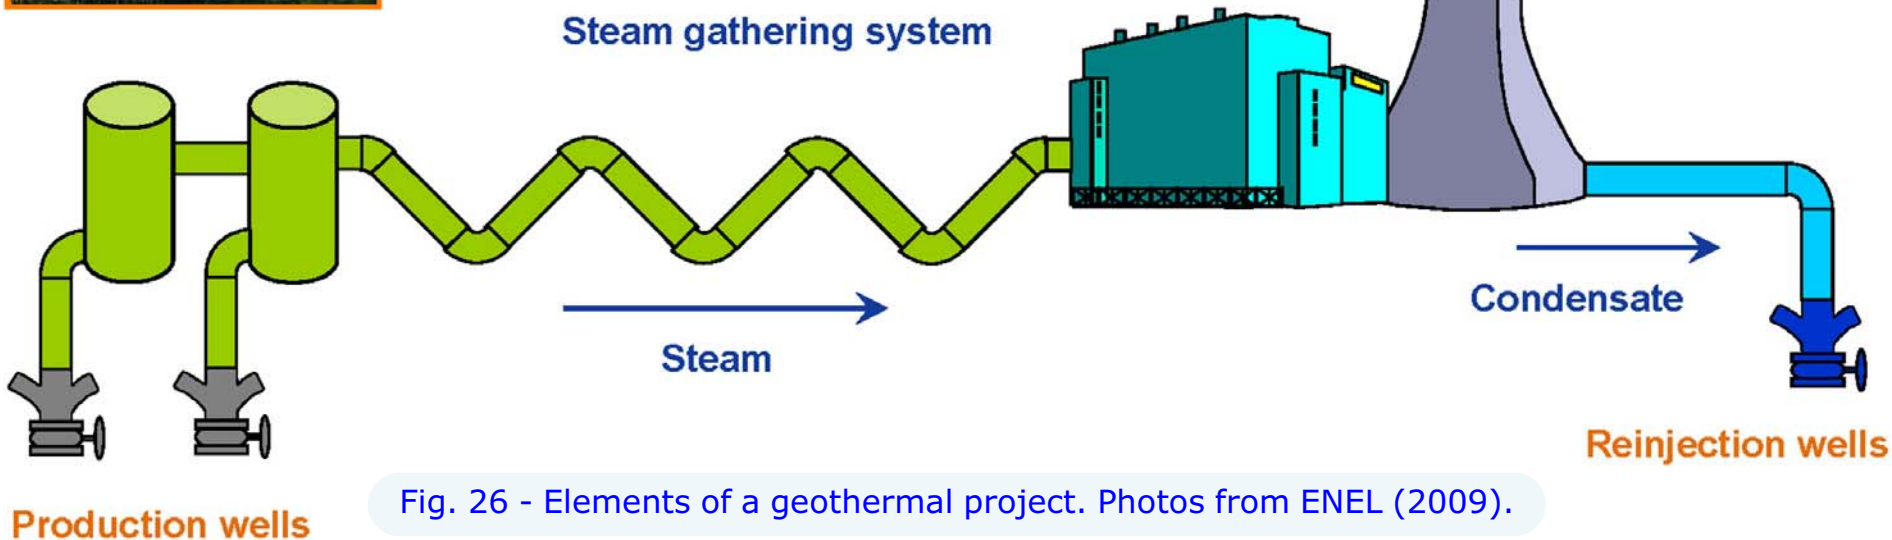 Steam gathering system
Steam
Condensate
Reinjection wells
Production wells
Fig. 26 - Elements of a geothermal project. Photos from ENEL (2009).